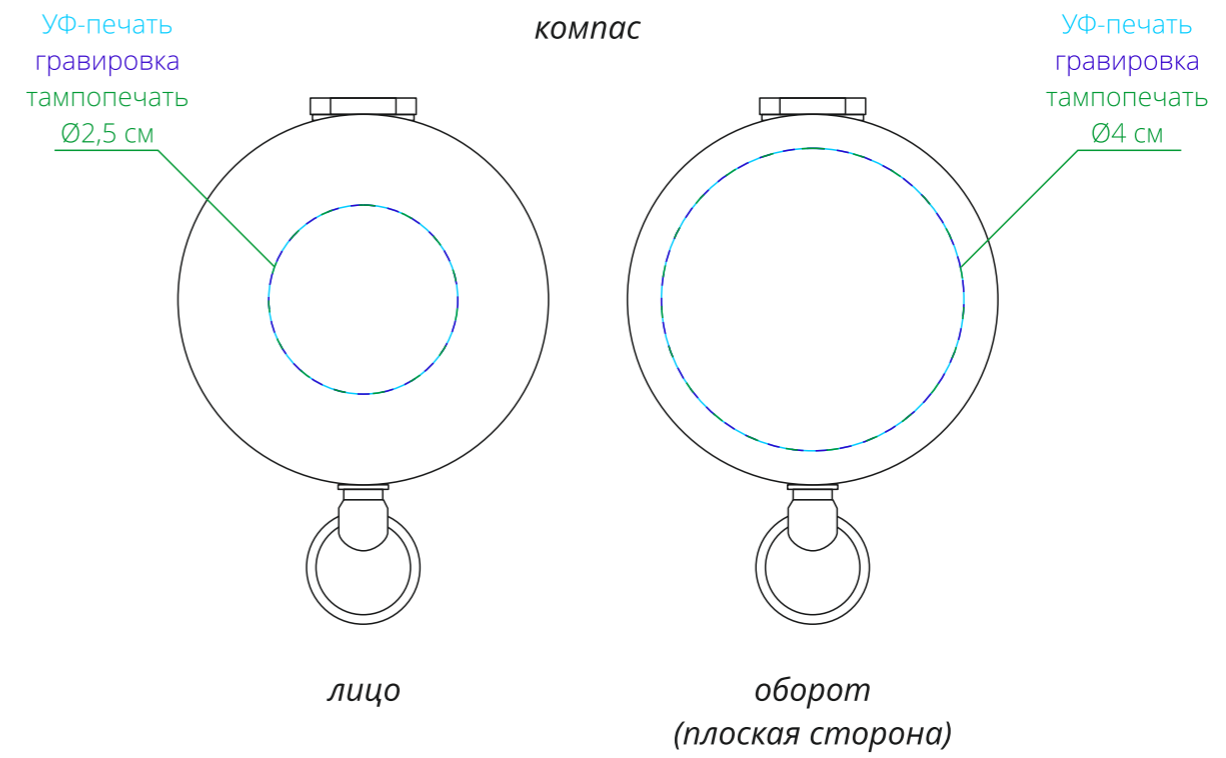 компас
УФ-печать
гравировка
тампопечать
Ø2,5 см
УФ-печать
гравировка
тампопечать
Ø4 см
лицо
оборот
(плоская сторона)